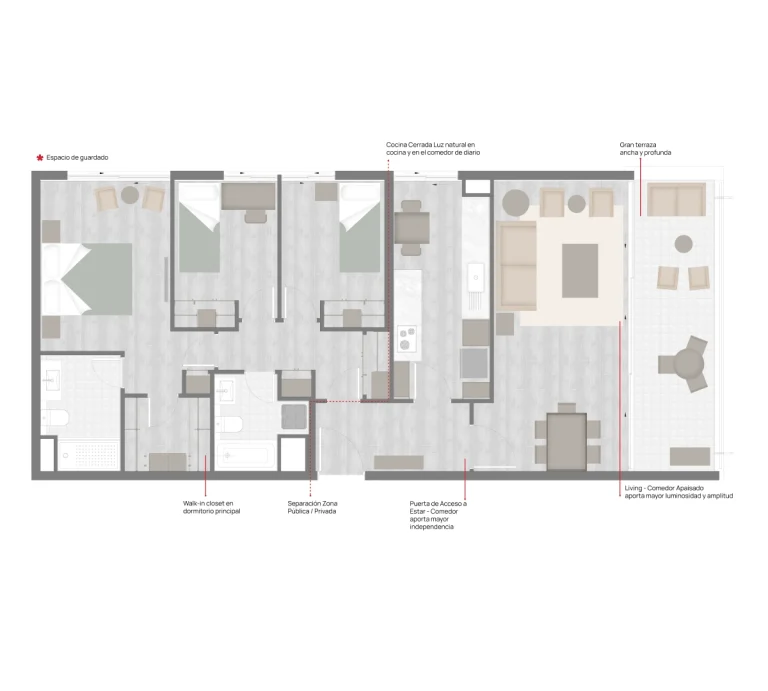 Espacio de guardado
Cocina Cerrada Luz natural en
cocina y en el comedor de diario
Gran terraza
ancha y profunda
Walk-in closet en
dormitorio principal
Separación Zona
Pública / Privada
Puerta de Acceso a
Estar - Comedor
aporta mayor
independencia
Living - Comedor Apaisado
aporta mayor luminosidad y amplitud